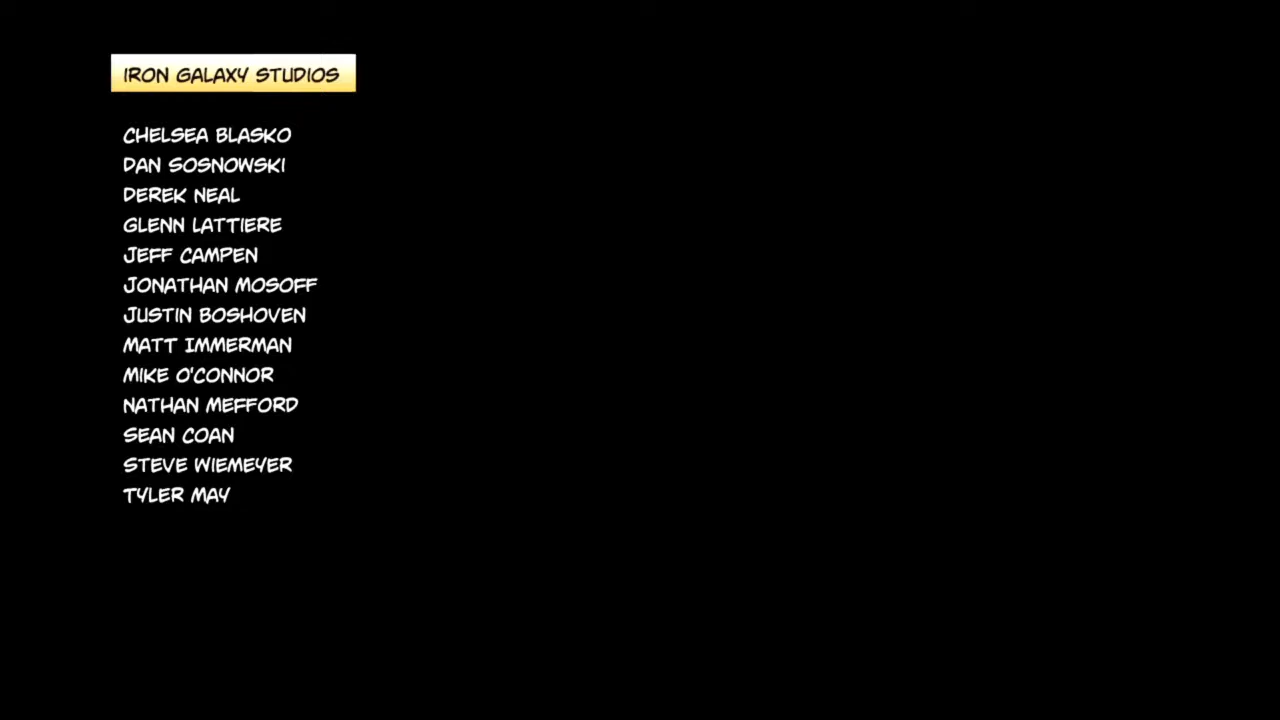 IRON GALAXY STUDIOS
CHELSEA BLASKO
DAN SOSNOWSKI
DEREK NEAL
GLENN LATTIERE
JEFF CAMPEN
JONATHAN MOSOFF
JUSTIN BOSHOVEN
MATT IMMERMAN
MIKE O'CONNOR
NATHAN MEFFORD
SEAN COAN
STEVE WIEMEYER
TYLER MAY